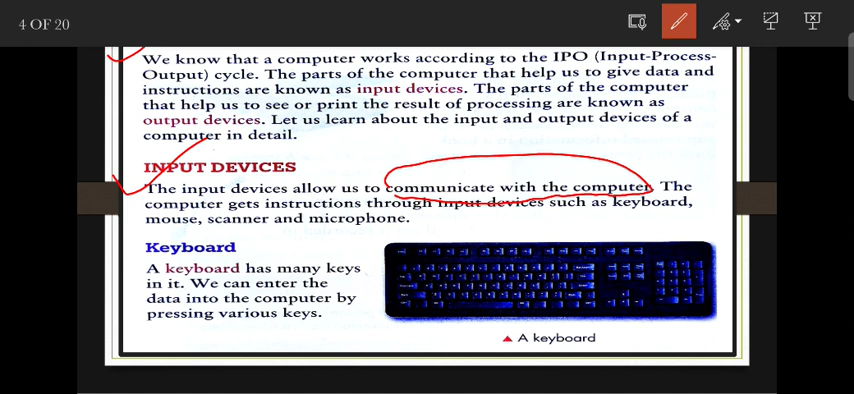 4 OF 20
We know that a computer works according to the IPO (Input-Process-
Output) cycle. The parts of the computer that help us to give data and
instructions are known as input devices. The parts of the computer
that help us to see or print the result of processing are known as
output devices. Let us learn about the input and output devices of a
computer in detail.
INPUT DEVICES
The input devices allow us to communicate with the computer. The
computer gets instructions through input devices such as keyboard,
mouse, scanner and microphone.
Keyboard
A keyboard has many keys
in it. We can enter the
data into the computer by
pressing various keys.
▲ A keyboard